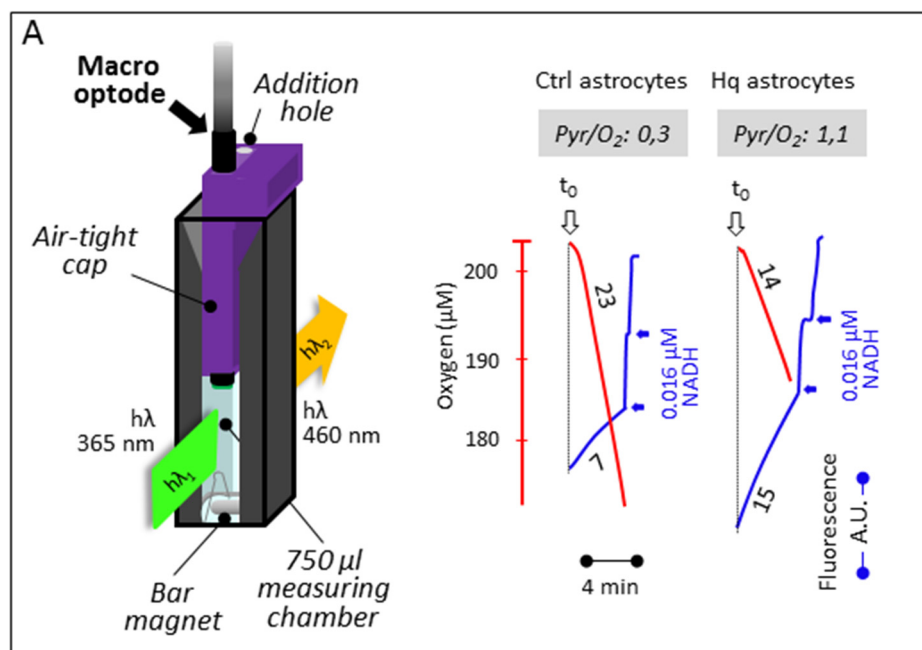 A
Macro
optode
Addition
hole
Air-tight
cap
hλ
365 nm
hλ₁
hλ₂
hλ
460 nm
Bar
magnet
750 µl
measuring
chamber
Ctrl astrocytes
Hq astrocytes
Pyr/O₂: 0,3
Pyr/O₂: 1,1
t₀
t₀
Oxygen (µM)
200
190
180
23
7
0.016 µM
NADH
14
15
0.016 µM
NADH
4 min
Fluorescence
A.U.